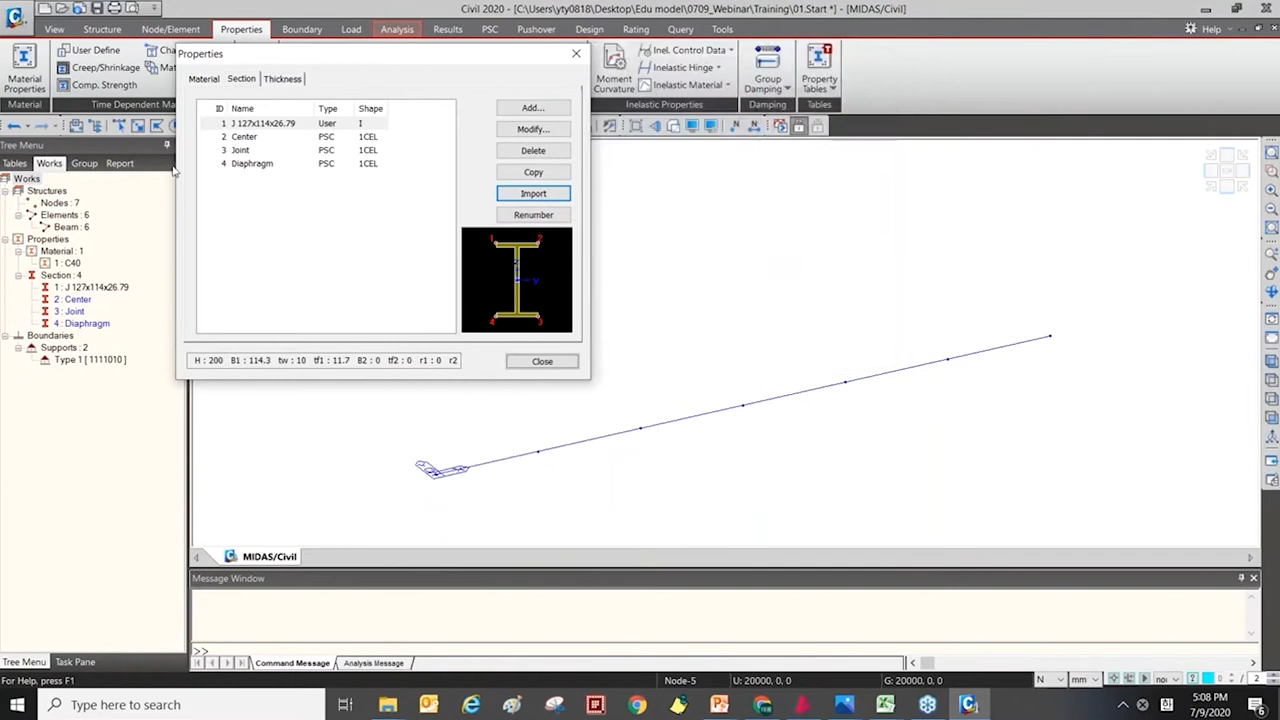 Civil 2020 - [C:\Users\yty0818\Desktop\Edu model\0709_Webinar\Training\01.Start *] - [MIDAS/Civil]
View Structure Node/Element Properties Boundary Load Analysis Results PSC Pushover Design Rating Query Tools Help
Material Properties
User Define
Creep/Shrinkage
Comp. Strength
Material
Time Dependent
Moment Curvature
Inel. Control Data
Inelastic Hinge
Inelastic Material
Inelastic Properties
Group Damping
Damping
Property Tables
Tables
Tree Menu
Tables Works Group Report
Works
Structures
Nodes : 7
Elements : 6
Beam : 6
Properties
Material : 1
1 : C40
Section : 4
1 : J 127x114x26.79
2 : Center
3 : Joint
4 : Diaphragm
Boundaries
Supports : 2
Type 1 [ 1111010 ]
Properties
Material Section Thickness
ID Name Type Shape
1 J 127x114x26.79 User I
2 Center PSC 1CEL
3 Joint PSC 1CEL
4 Diaphragm PSC 1CEL
Add...
Modify...
Delete
Copy
Import
Renumber
1 2
z
y
4 3
H : 200 B1 : 114.3 tw : 10 tf1 : 11.7 B2 : 0 tf2 : 0 r1 : 0 r2
Close
MIDAS/Civil
Message Window
>>
Command Message Analysis Message
Tree Menu Task Pane
For Help, press F1
Node-5
U: 20000, 0, 0
G: 20000, 0, 0
N
mm
2
Type here to search
5:08 PM
7/9/2020
6